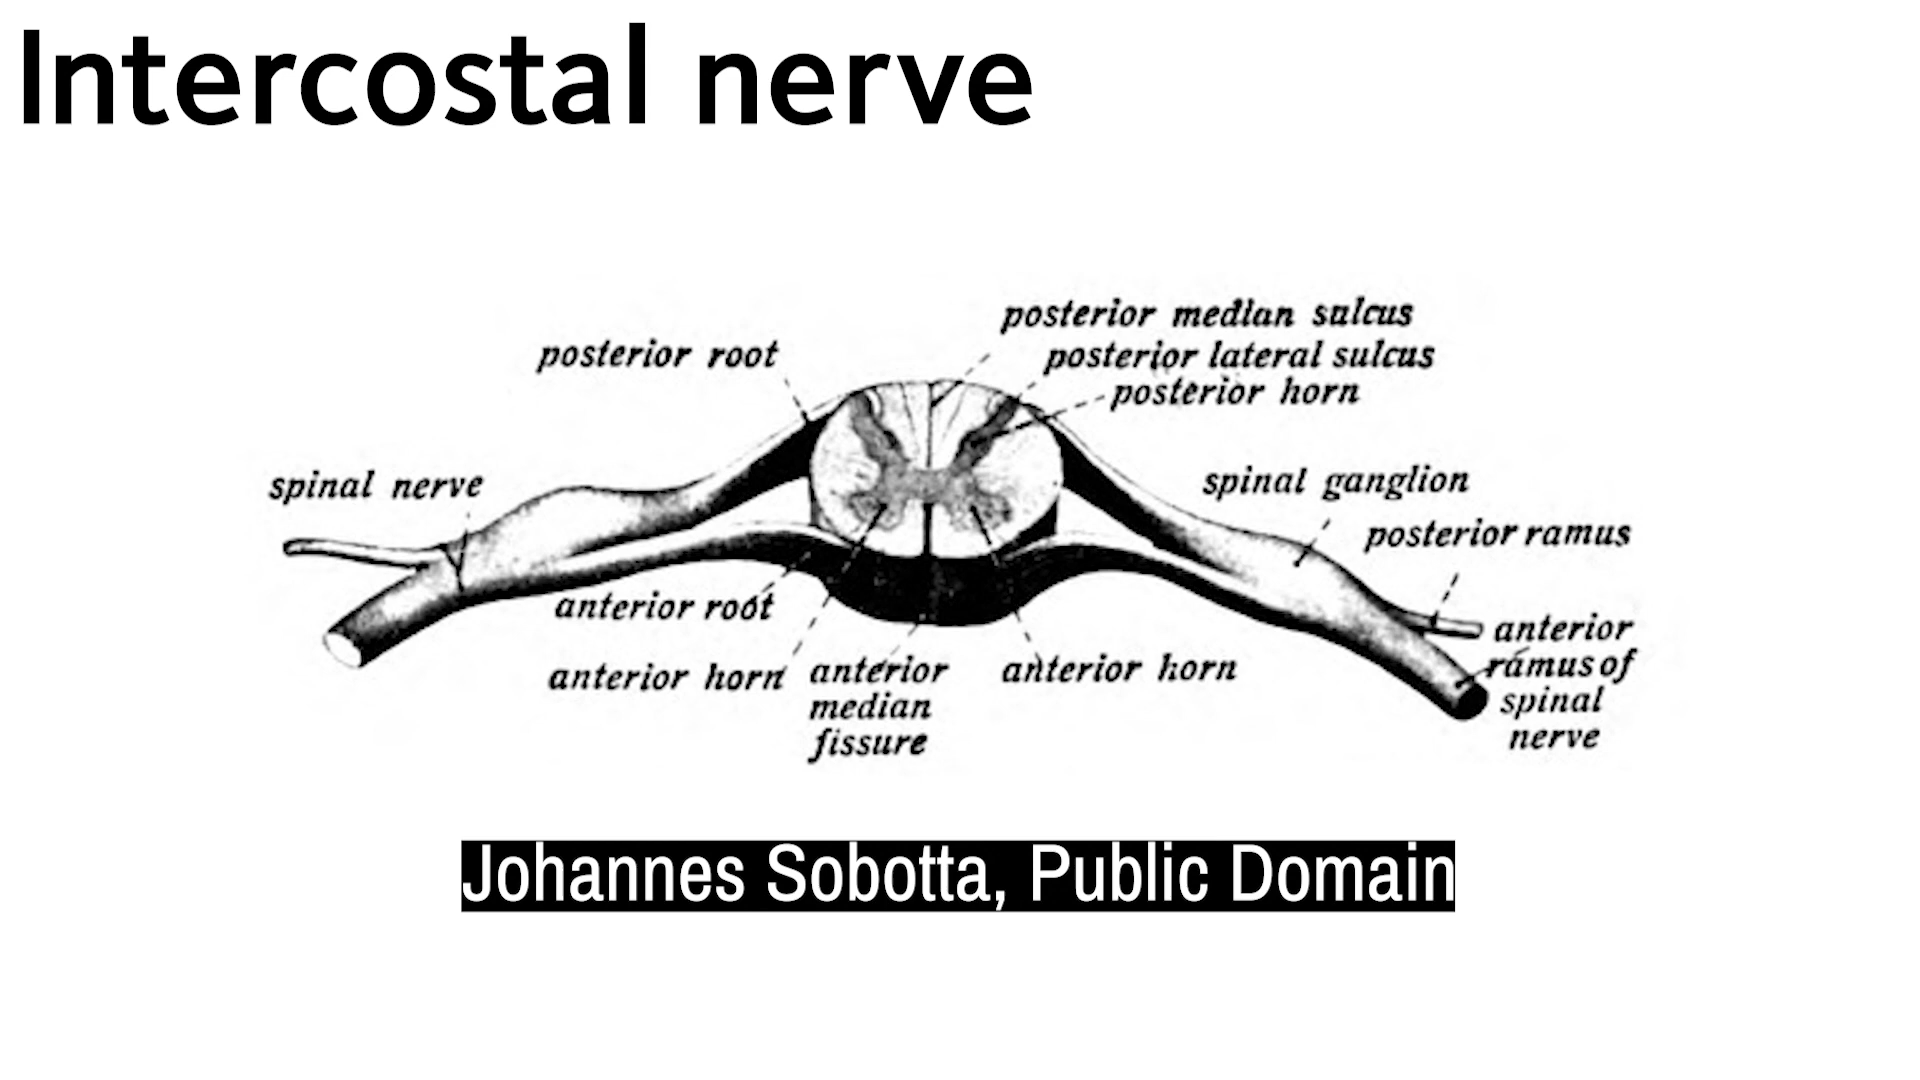 Intercostal nerve
posterior median sulcus
posterior root
posterior lateral sulcus
posterior horn
spinal nerve
spinal ganglion
posterior ramus
anterior root
anterior
ramus of
spinal
nerve
anterior horn
anterior
median
fissure
anterior horn
Johannes Sobotta, Public Domain